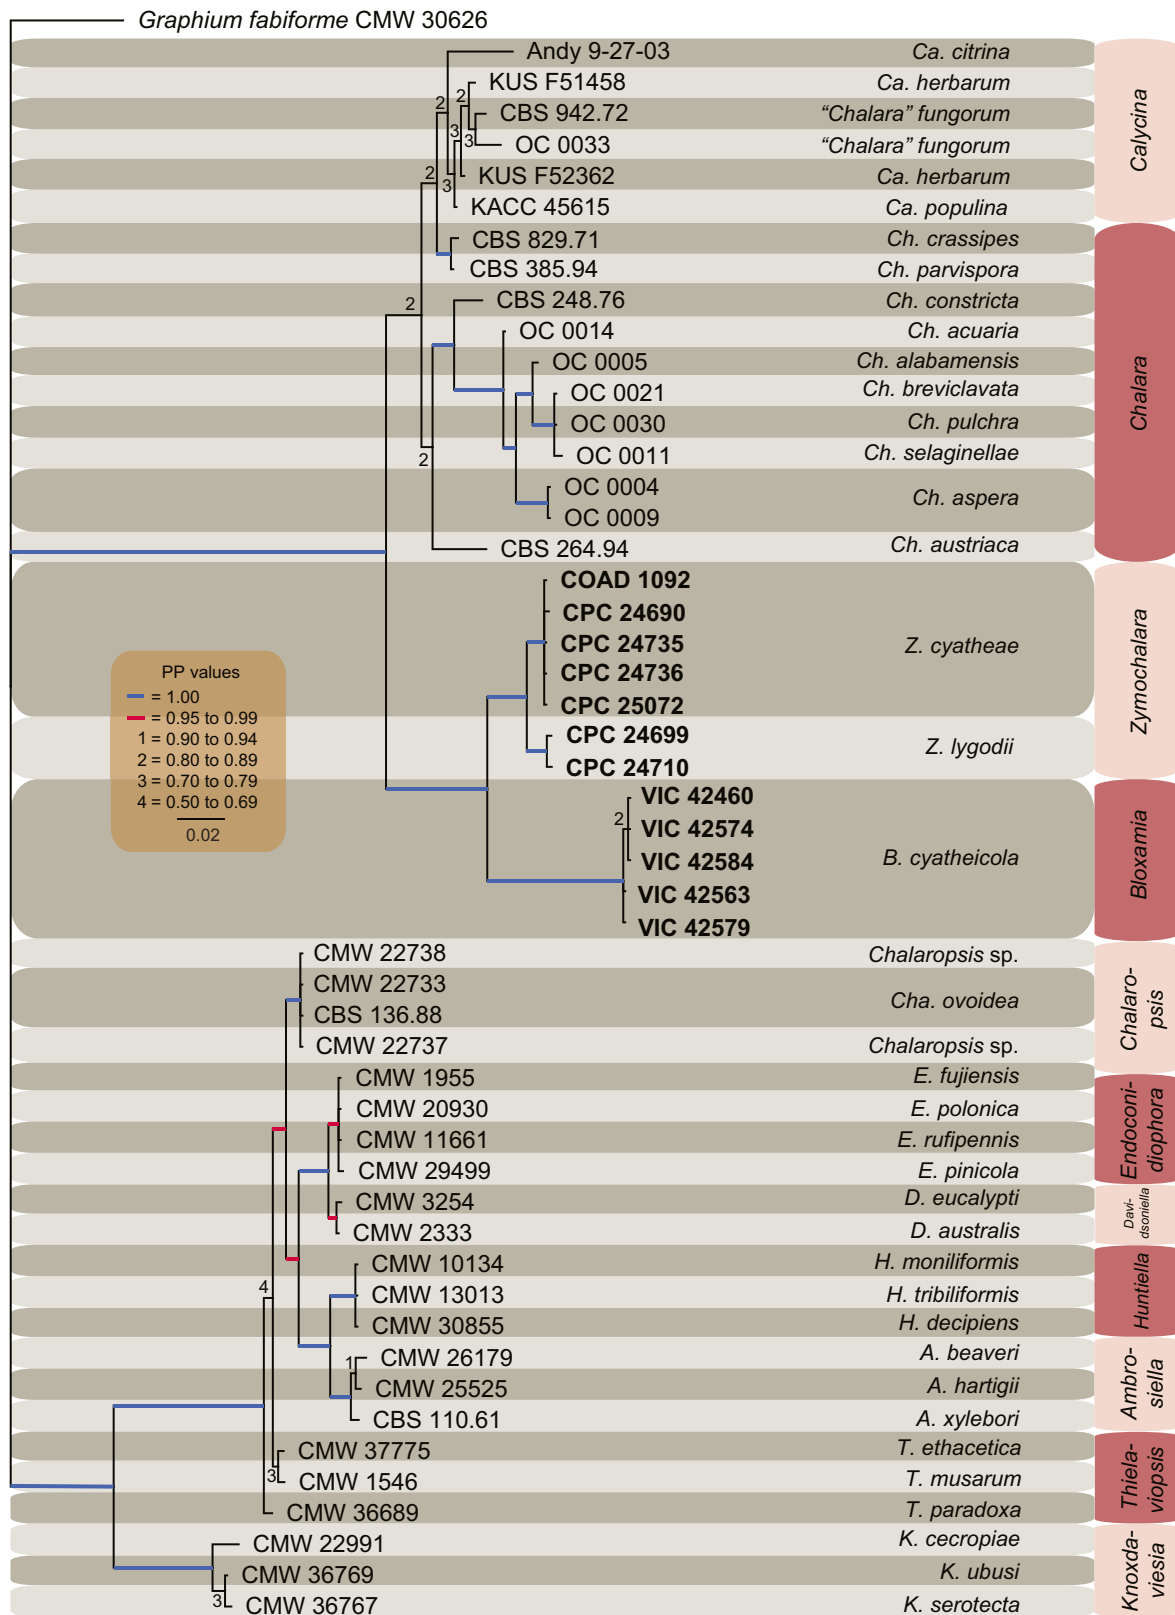 Graphium fabiforme CMW 30626
Andy 9-27-03 Ca. citrina
KUS F51458 Ca. herbarum
2
2
CBS 942.72 “Chalara” fungorum
3
3
OC 0033 “Chalara” fungorum
2
KUS F52362 Ca. herbarum
3
KACC 45615 Ca. populina
Calycina
CBS 829.71 Ch. crassipes
CBS 385.94 Ch. parvispora
2
CBS 248.76 Ch. constricta
OC 0014 Ch. acuaria
OC 0005 Ch. alabamensis
OC 0021 Ch. breviclavata
OC 0030 Ch. pulchra
2
OC 0011 Ch. selaginellae
OC 0004
Ch. aspera
OC 0009
CBS 264.94 Ch. austriaca
Chalara
COAD 1092
CPC 24690
CPC 24735 Z. cyatheae
CPC 24736
CPC 25072
CPC 24699
Z. lygodii
CPC 24710
Zymochalara
PP values
= 1.00
= 0.95 to 0.99
1 = 0.90 to 0.94
2 = 0.80 to 0.89
3 = 0.70 to 0.79
4 = 0.50 to 0.69
0.02
VIC 42460
2
VIC 42574
VIC 42584 B. cyatheicola
VIC 42563
VIC 42579
Bloxamia
CMW 22738 Chalaropsis sp.
CMW 22733
Cha. ovoidea
CBS 136.88
CMW 22737 Chalaropsis sp.
Chalaro-
psis
CMW 1955 E. fujiensis
CMW 20930 E. polonica
CMW 11661 E. rufipennis
CMW 29499 E. pinicola
Endoconi-
diophora
CMW 3254 D. eucalypti
CMW 2333 D. australis
Davi-
dsoniella
CMW 10134 H. moniliformis
4
CMW 13013 H. tribiliformis
CMW 30855 H. decipiens
Huntiella
1
CMW 26179 A. beaveri
CMW 25525 A. hartigii
CBS 110.61 A. xylebori
Ambro-
siella
CMW 37775 T. ethacetica
3
CMW 1546 T. musarum
CMW 36689 T. paradoxa
Thiela-
viopsis
CMW 22991 K. cecropiae
CMW 36769 K. ubusi
3
CMW 36767 K. serotecta
Knoxda-
viesia